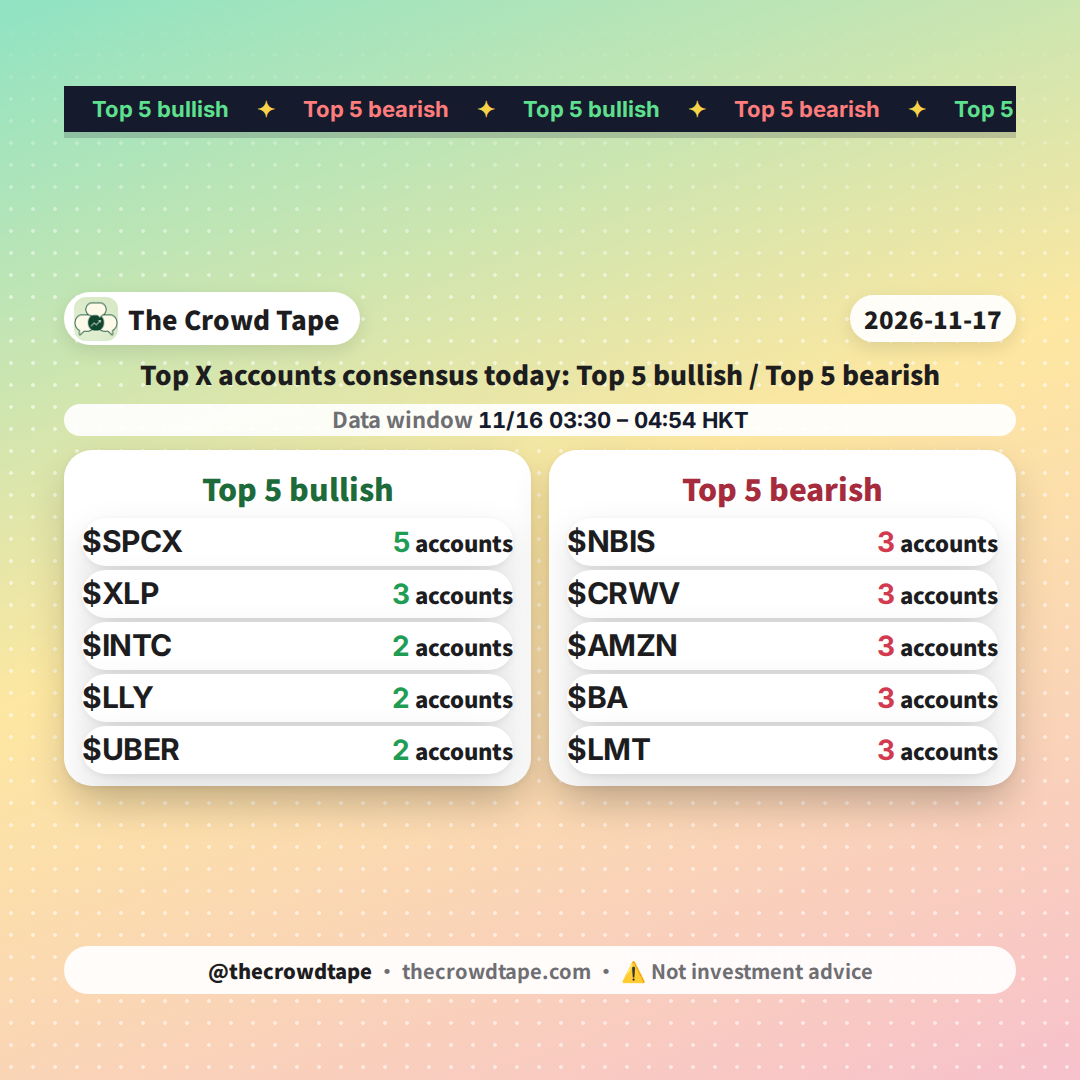 Top 5 bullish ✦ Top 5 bearish ✦ Top 5 bullish ✦ Top 5 bearish ✦ Top 5
The Crowd Tape
2026-11-17
Top X accounts consensus today: Top 5 bullish / Top 5 bearish
Data window 11/16 03:30 – 04:54 HKT
Top 5 bullish
$SPCX 5 accounts
$XLP 3 accounts
$INTC 2 accounts
$LLY 2 accounts
$UBER 2 accounts
Top 5 bearish
$NBIS 3 accounts
$CRWV 3 accounts
$AMZN 3 accounts
$BA 3 accounts
$LMT 3 accounts
@thecrowdtape • thecrowdtape.com • ⚠️ Not investment advice